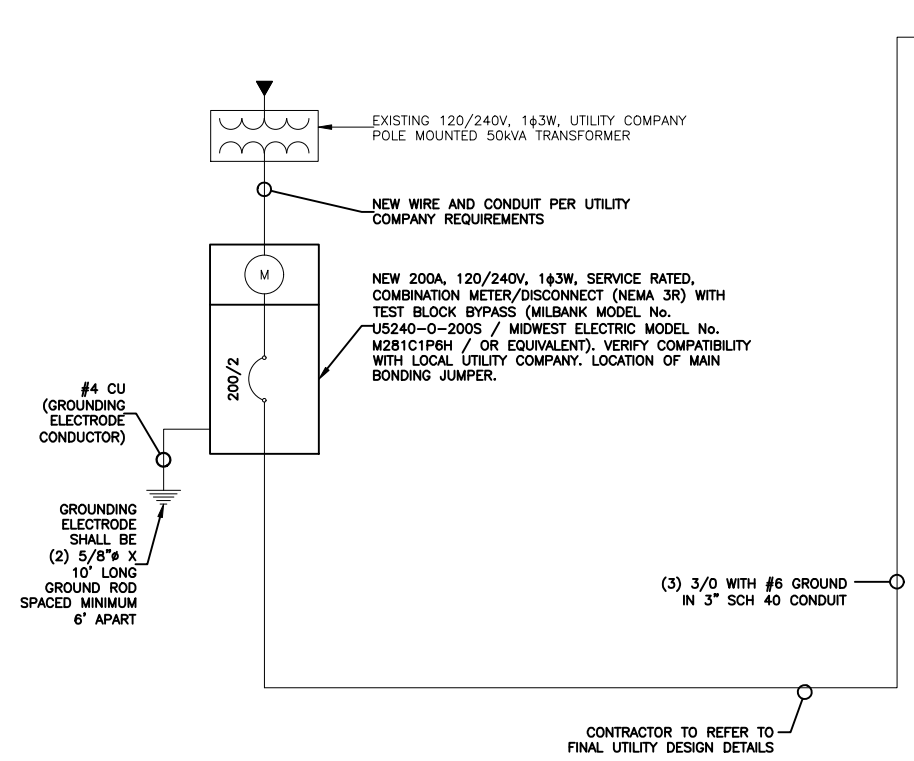 EXISTING 120/240V, 1ϕ3W, UTILITY COMPANY
POLE MOUNTED 50kVA TRANSFORMER
NEW WIRE AND CONDUIT PER UTILITY
COMPANY REQUIREMENTS
M
NEW 200A, 120/240V, 1ϕ3W, SERVICE RATED,
COMBINATION METER/DISCONNECT (NEMA 3R) WITH
TEST BLOCK BYPASS (MILBANK MODEL No.
U5240-O-200S / MIDWEST ELECTRIC MODEL No.
M281C1P6H / OR EQUIVALENT). VERIFY COMPATIBILITY
WITH LOCAL UTILITY COMPANY. LOCATION OF MAIN
BONDING JUMPER.
200/2
#4 CU
(GROUNDING
ELECTRODE
CONDUCTOR)
GROUNDING
ELECTRODE
SHALL BE
(2) 5/8"ø X
10' LONG
GROUND ROD
SPACED MINIMUM
6' APART
(3) 3/0 WITH #6 GROUND
IN 3" SCH 40 CONDUIT
CONTRACTOR TO REFER TO
FINAL UTILITY DESIGN DETAILS